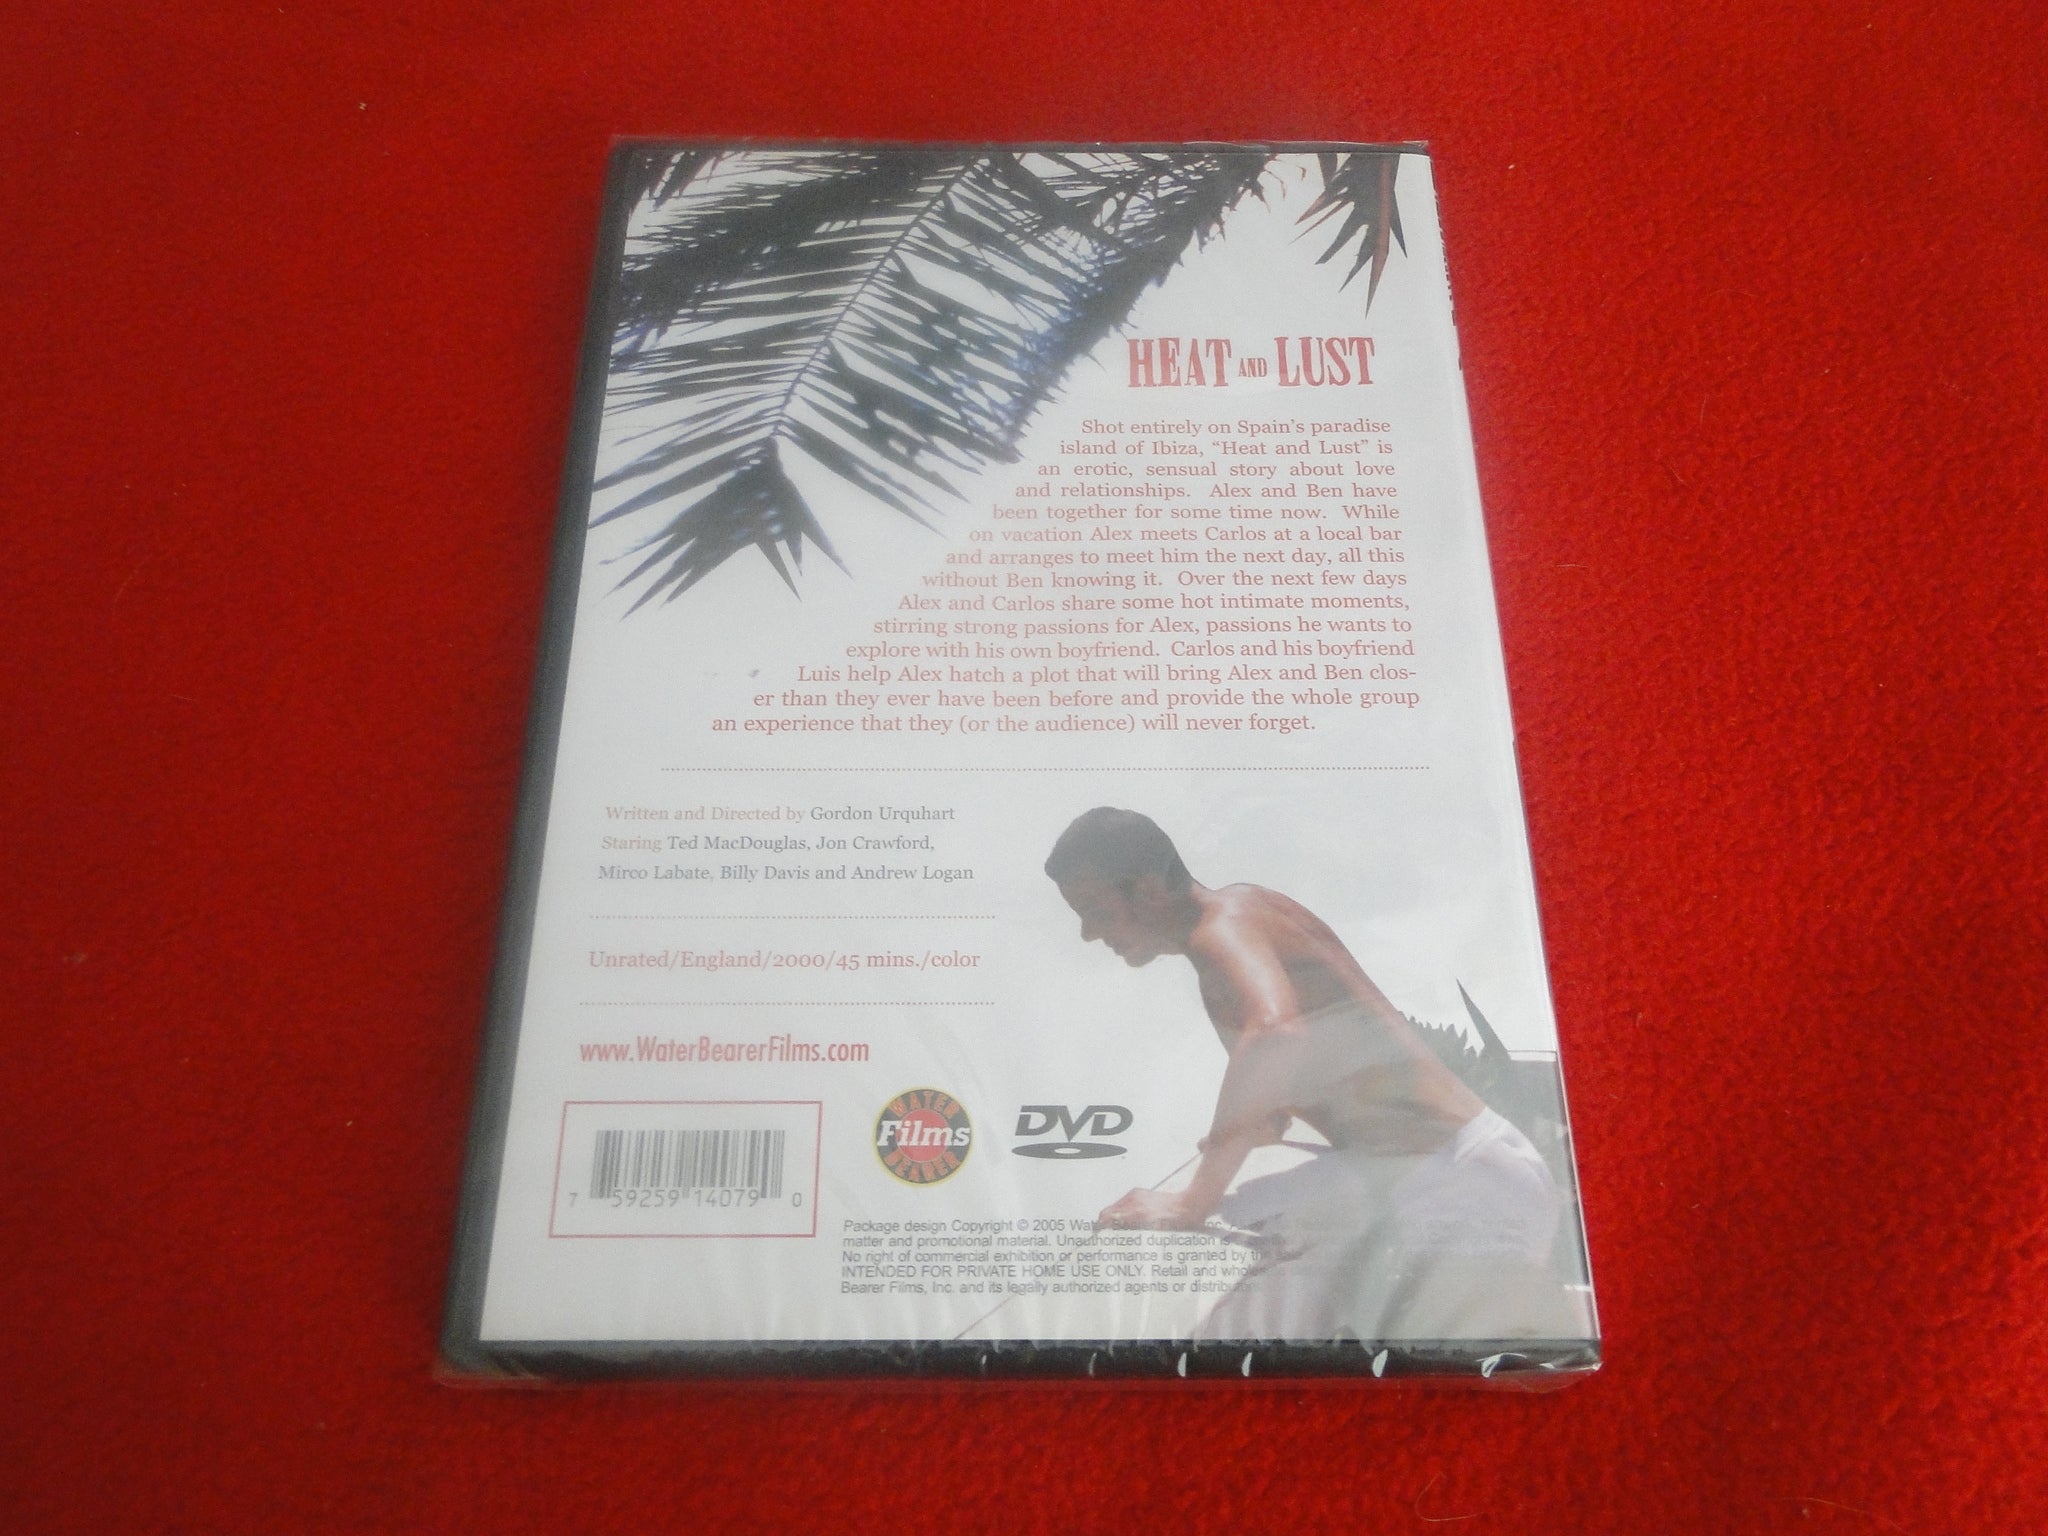 HEAT AND LUST
Shot entirely on Spain's paradise
island of Ibiza, "Heat and Lust" is
an erotic, sensual story about love
and relationships. Alex and Ben have
been together for some time now. While
on vacation Alex meets Carlos at a local bar
and arranges to meet him the next day, all this
without Ben knowing it. Over the next few days
Alex and Carlos share some hot intimate moments,
stirring strong passions for Alex, passions he wants to
explore with his own boyfriend. Carlos and his boyfriend
Luis help Alex hatch a plot that will bring Alex and Ben clos-
er than they ever have been before and provide the whole group
an experience that they (or the audience) will never forget.
Written and Directed by Gordon Urquhart
Staring Ted MacDouglas, Jon Crawford,
Mirco Labate, Billy Davis and Andrew Logan
Unrated/England/2000/45 mins./color
www.WaterBearerFilms.com
7 59259 14079 0
WATER
Films
BEARER
DVD
Package design Copyright © 2005 Water Bearer Films, Inc.
matter and promotional material. Unauthorized duplication is
No right of commercial exhibition or performance is granted by the
INTENDED FOR PRIVATE HOME USE ONLY. Retail and
Bearer Films, Inc. and its legally authorized agents or